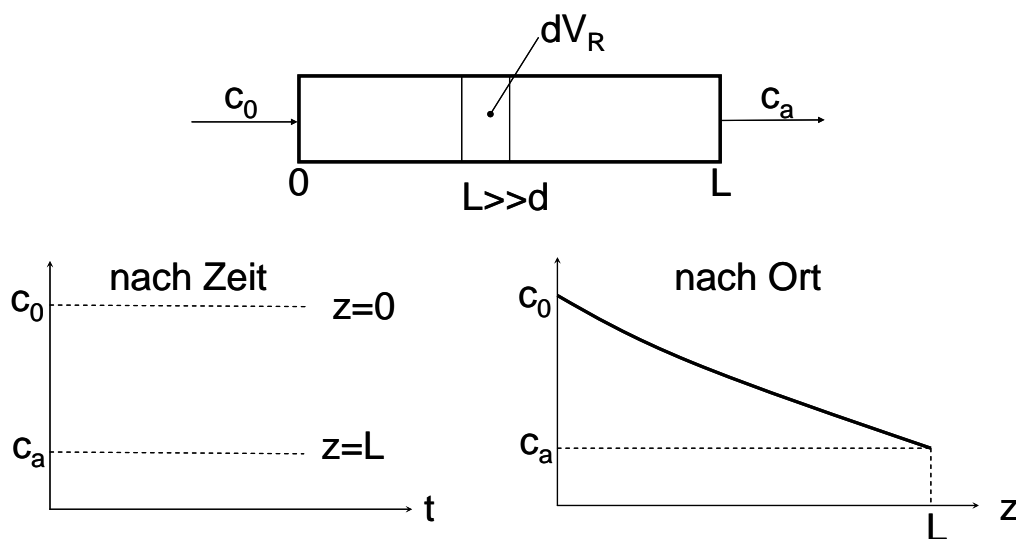 dV_R
c_0
c_a
0
L>>d
L
nach Zeit
c_0
z=0
c_a
z=L
t
nach Ort
c_0
c_a
L
z